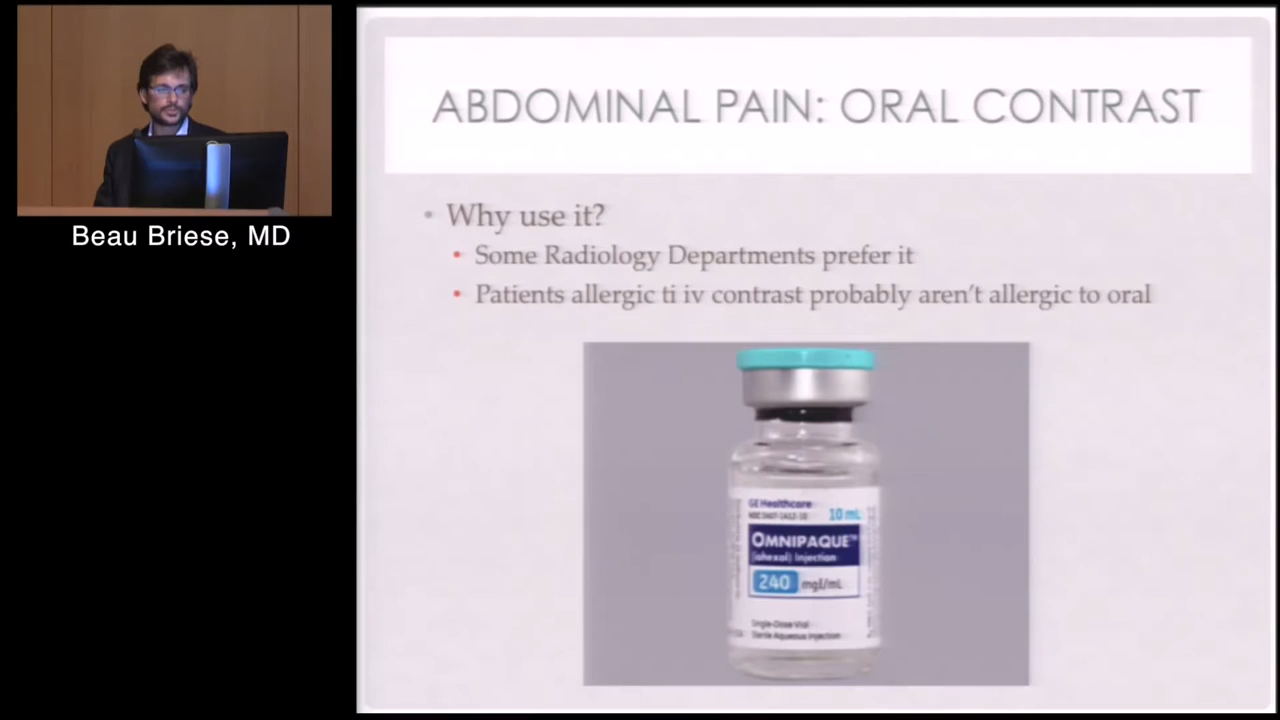 Beau Briese, MD
ABDOMINAL PAIN: ORAL CONTRAST
• Why use it?
• Some Radiology Departments prefer it
• Patients allergic ti iv contrast probably aren't allergic to oral
GE Healthcare
10 mL
OMNIPAQUE™
(iohexol) Injection
240 mgI/mL
Single-Dose Vial
Sterile Aqueous Injection